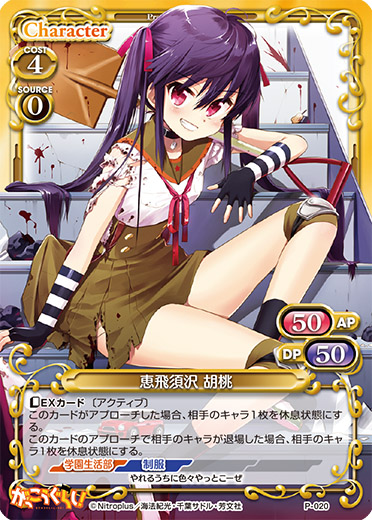 Character
COST
4
SOURCE
0
50 AP
DP 50
恵飛須沢 胡桃
EXカード 〔アクティブ〕
このカードがアプローチした場合、相手のキャラ1枚を休息状態にす
る。
このカードのアプローチで相手キャラが退場した場合、相手のキャ
ラ1枚を休息状態にする。
学園生活部 制服
やれるうちに色々やっとこーぜ
がっこうぐらし!
©Nitroplus/海法紀光・千葉サドル・芳文社
P-020